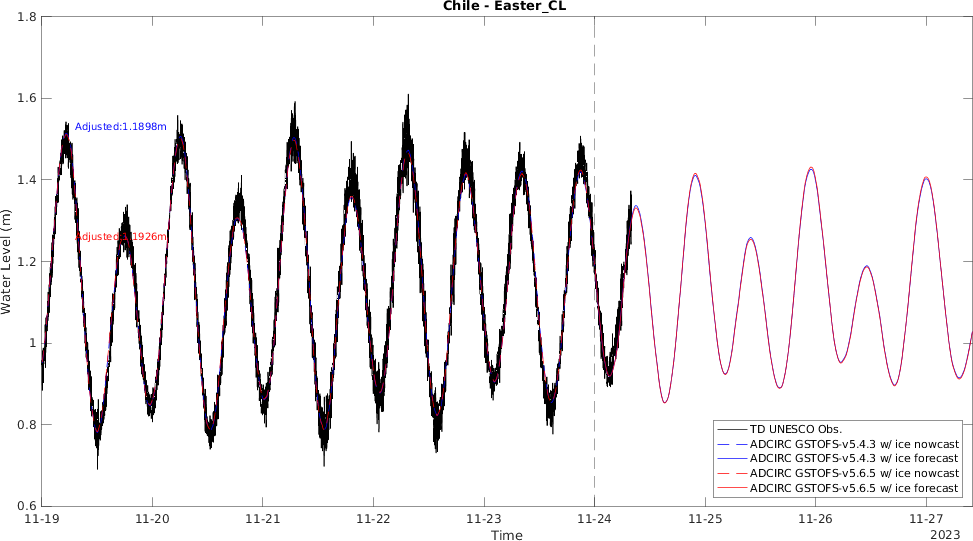 Chile - Easter_CL
1.8
1.6
1.4
1.2
1
0.8
0.6
Water Level (m)
Adjusted:1.1898m
Adjusted:1.1926m
TD UNESCO Obs.
ADCIRC GSTOFS-v5.4.3 w/ ice nowcast
ADCIRC GSTOFS-v5.4.3 w/ ice forecast
ADCIRC GSTOFS-v5.6.5 w/ ice nowcast
ADCIRC GSTOFS-v5.6.5 w/ ice forecast
11-19 11-20 11-21 11-22 11-23 11-24 11-25 11-26 11-27
Time
2023